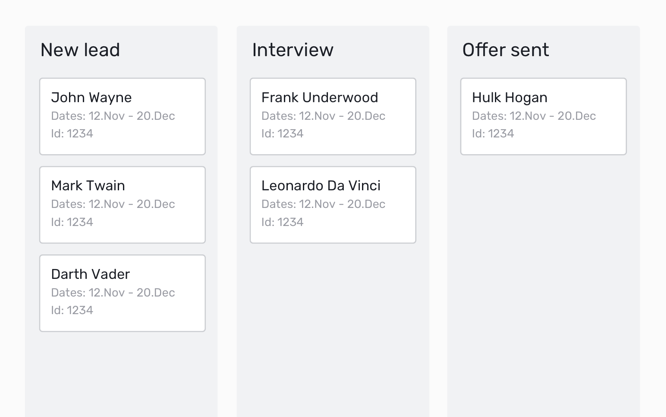 New lead
John Wayne
Dates: 12.Nov - 20.Dec
Id: 1234
Mark Twain
Dates: 12.Nov - 20.Dec
Id: 1234
Darth Vader
Dates: 12.Nov - 20.Dec
Id: 1234
Interview
Frank Underwood
Dates: 12.Nov - 20.Dec
Id: 1234
Leonardo Da Vinci
Dates: 12.Nov - 20.Dec
Id: 1234
Offer sent
Hulk Hogan
Dates: 12.Nov - 20.Dec
Id: 1234